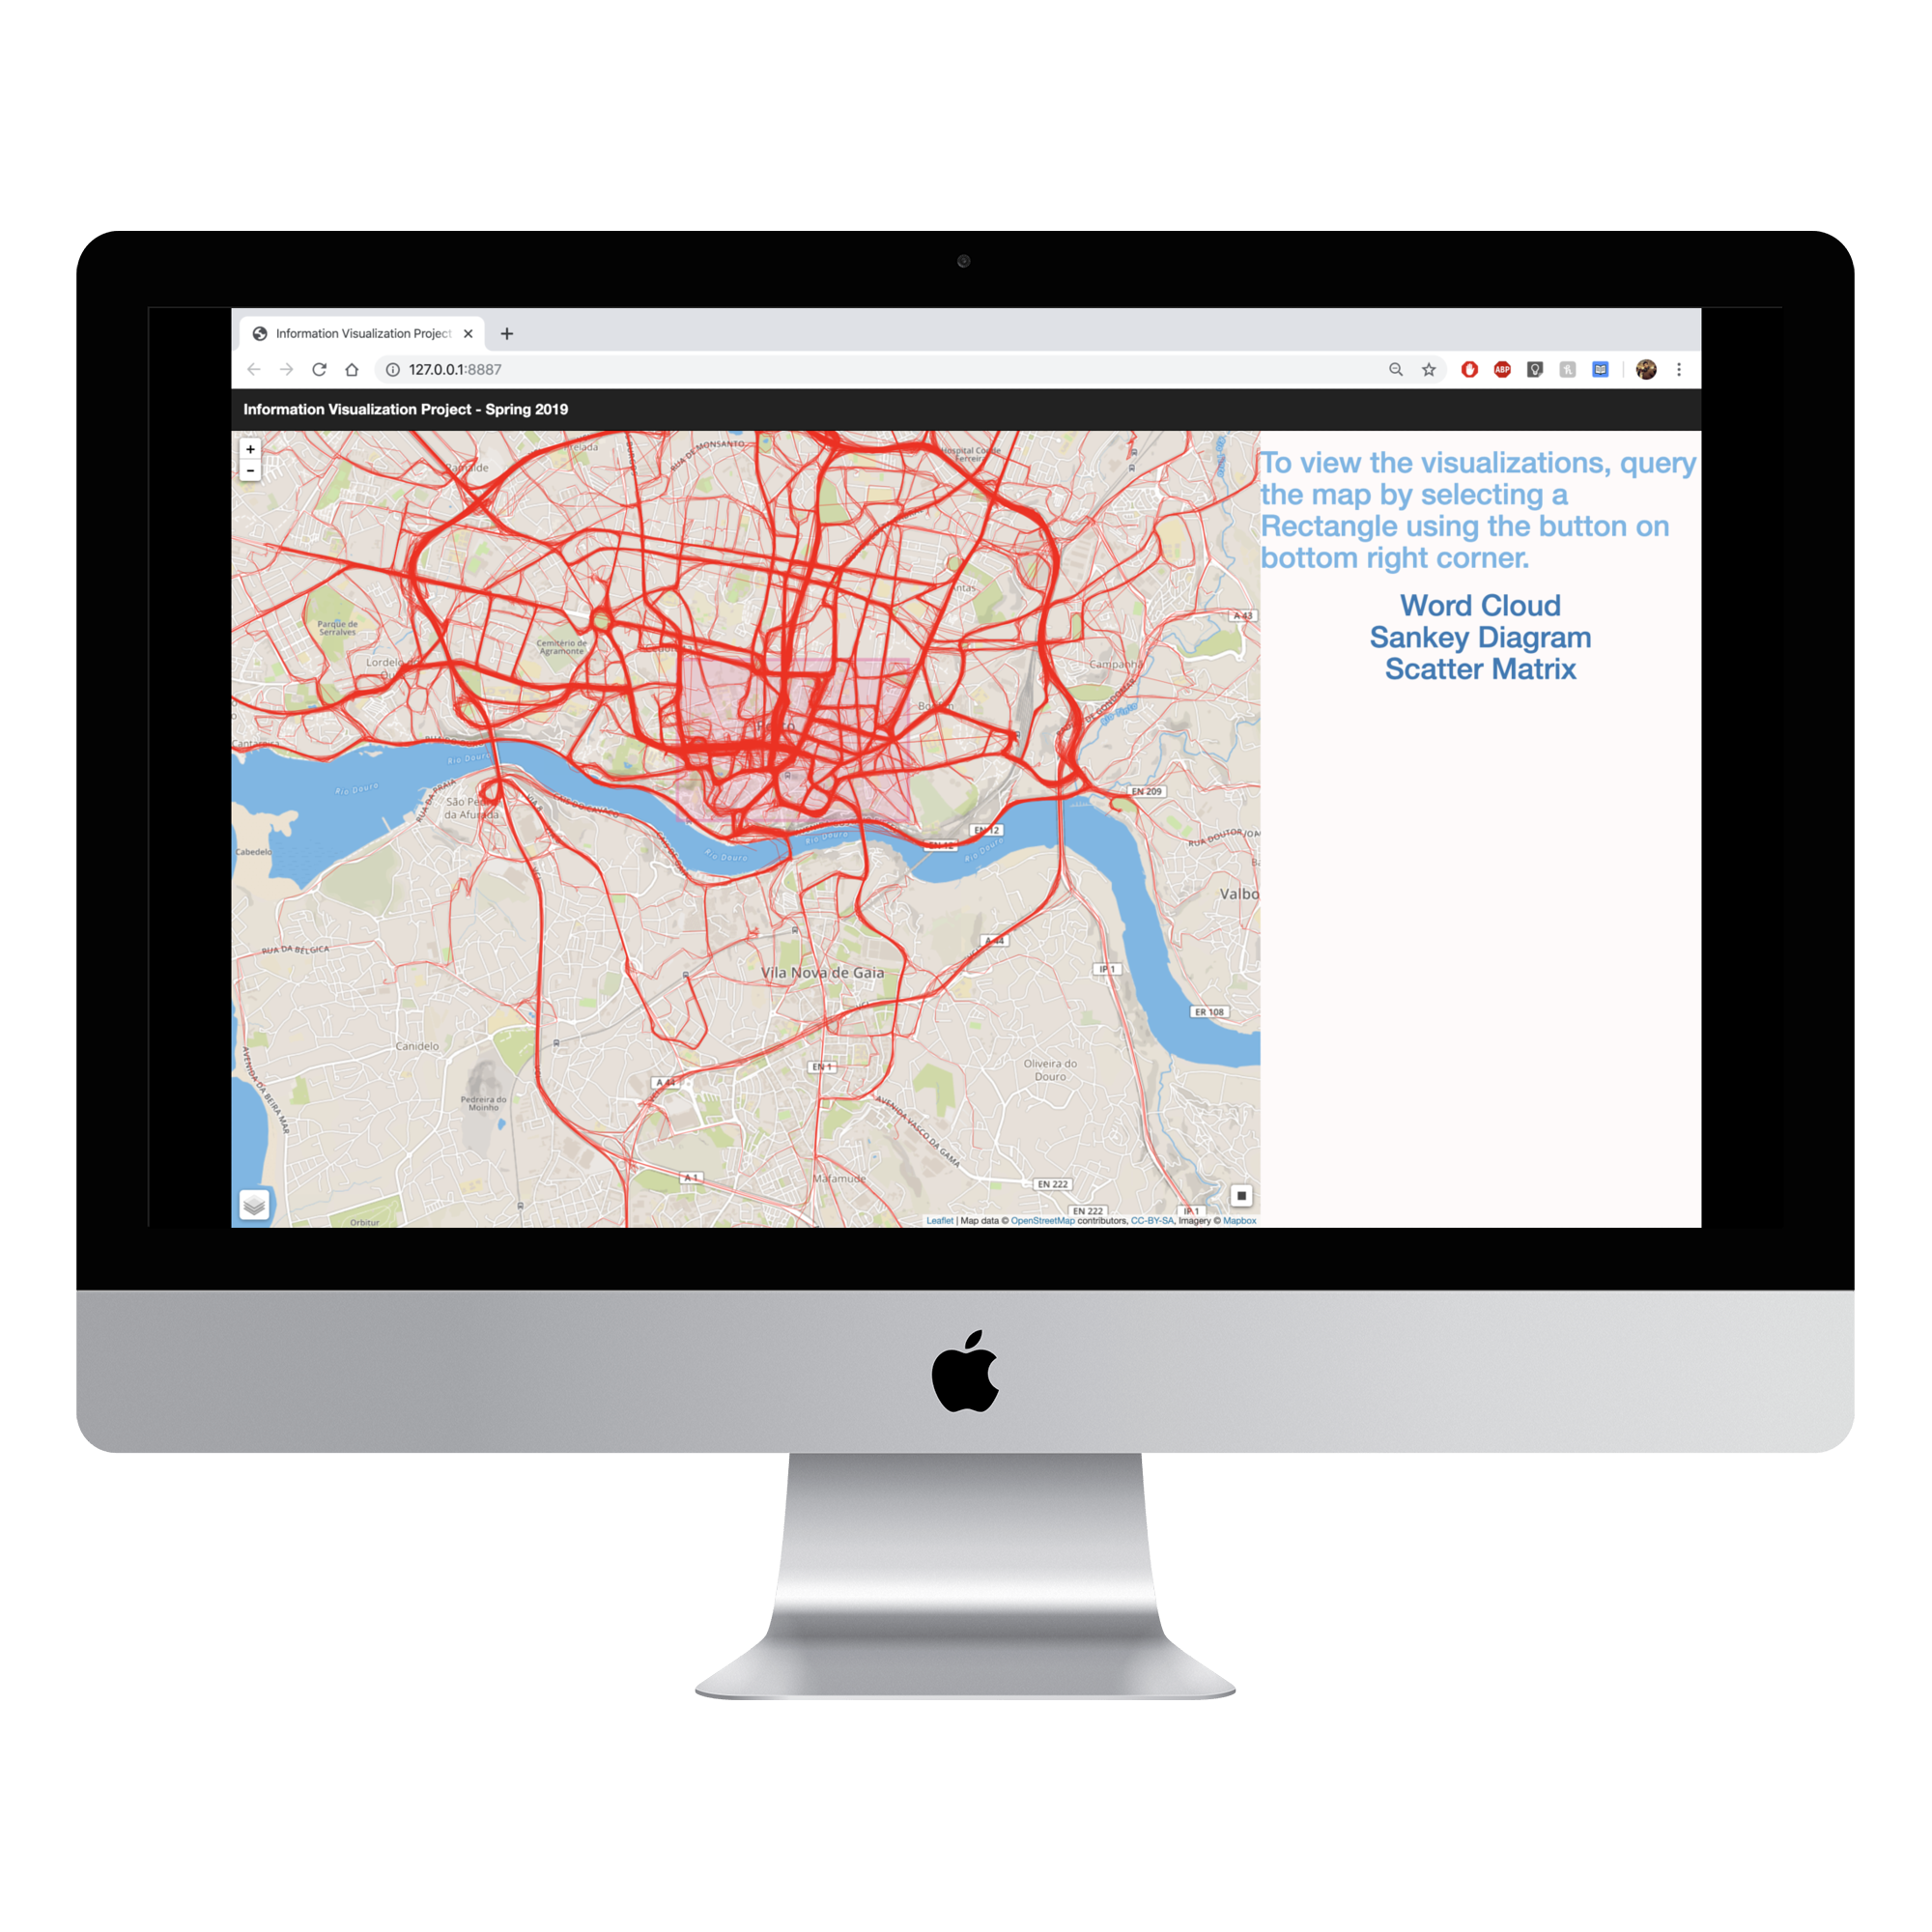 Information Visualization Project
127.0.0.1:8887
ABP
Information Visualization Project - Spring 2019
+
-
To view the visualizations, query
the map by selecting a
Rectangle using the button on
bottom right corner.
Word Cloud
Sankey Diagram
Scatter Matrix
RUA DE MONSANTO
Ramalde
A 43
Parque de
Serralves
Cemitério de
Agramonte
Campanhã
Rio Douro
Rio Douro
EN 209
São Pedro
da Afurada
RUA DA PRAIA
EN 12
EN 12
Rio Douro
Rio Douro
Rio Douro
Cabedelo
Valbo
RUA DA BÉLGICA
A 44
Vila Nova de Gaia
IP 1
ER 108
Canidelo
EN 1
Oliveira do
Douro
A 44
Pedreira do
Moinho
AVENIDA DA BEIRA MAR
AVENIDA VASCO DA GAMA
A 1
Mafamude
EN 222
EN 222
IP 1
Orbitur
Leaflet | Map data © OpenStreetMap contributors, CC-BY-SA, Imagery © Mapbox